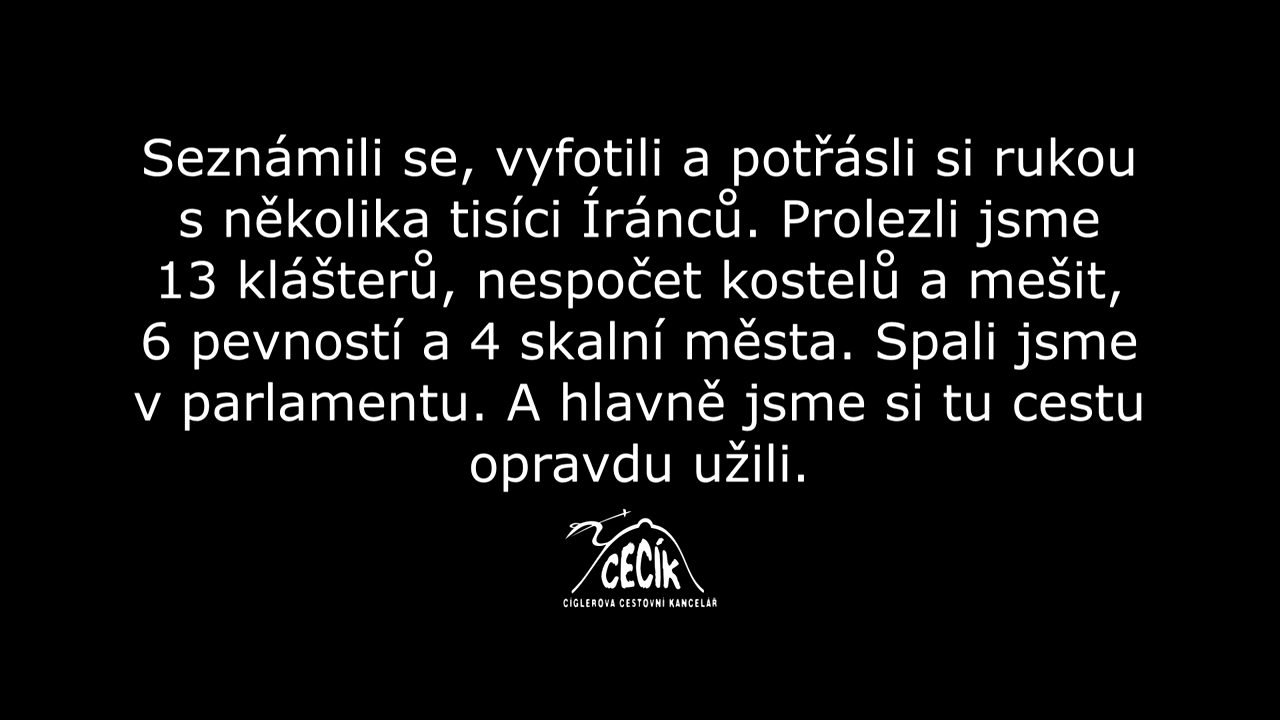 Seznámili se, vyfotili a potřásli si rukou
s několika tisíci Íránců. Prolezli jsme
13 klášterů, nespočet kostelů a mešit,
6 pevností a 4 skalní města. Spali jsme
v parlamentu. A hlavně jsme si tu cestu
opravdu užili.
CECÍK
CÍGLEROVA CESTOVNÍ KANCELÁŘ